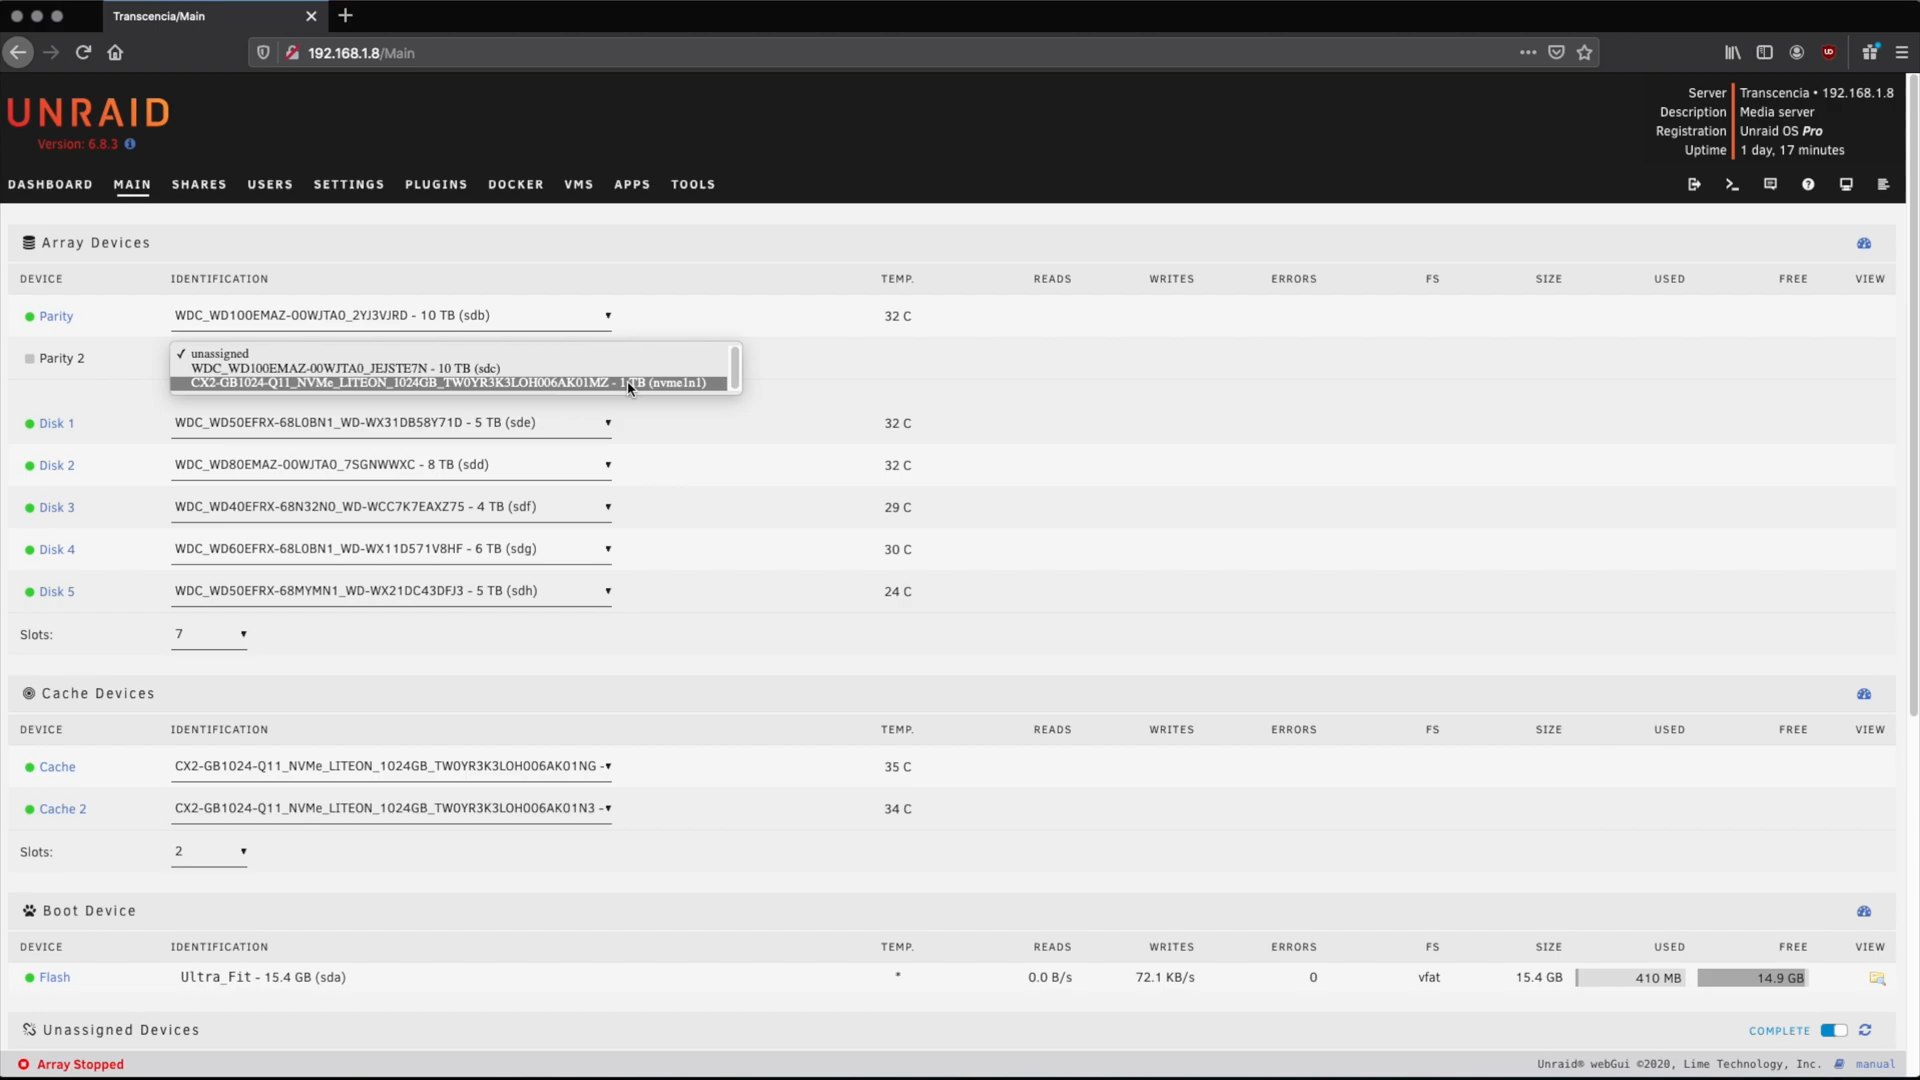 Transcencia/Main
192.168.1.8/Main
UNRAID
Version: 6.8.3
Server Transcencia • 192.168.1.8
Description Media server
Registration Unraid OS Pro
Uptime 1 day, 17 minutes
DASHBOARD MAIN SHARES USERS SETTINGS PLUGINS DOCKER VMS APPS TOOLS
Array Devices
DEVICE IDENTIFICATION TEMP. READS WRITES ERRORS FS SIZE USED FREE VIEW
Parity WDC_WD100EMAZ-00WJTA0_2YJ3VJRD - 10 TB (sdb) 32 C
Parity 2 ✓ unassigned
WDC_WD100EMAZ-00WJTA0_JEJSTE7N - 10 TB (sdc)
CX2-GB1024-Q11_NVMe_LITEON_1024GB_TW0YR3K3LOH006AK01MZ - 1 TB (nvme1n1)
Disk 1 WDC_WD50EFRX-68L0BN1_WD-WX31DB58Y71D - 5 TB (sde) 32 C
Disk 2 WDC_WD80EMAZ-00WJTA0_7SGNWWXC - 8 TB (sdd) 32 C
Disk 3 WDC_WD40EFRX-68N32N0_WD-WCC7K7EAXZ75 - 4 TB (sdf) 29 C
Disk 4 WDC_WD60EFRX-68L0BN1_WD-WX11D571V8HF - 6 TB (sdg) 30 C
Disk 5 WDC_WD50EFRX-68MYMN1_WD-WX21DC43DFJ3 - 5 TB (sdh) 24 C
Slots: 7
Cache Devices
DEVICE IDENTIFICATION TEMP. READS WRITES ERRORS FS SIZE USED FREE VIEW
Cache CX2-GB1024-Q11_NVMe_LITEON_1024GB_TW0YR3K3LOH006AK01NG - 35 C
Cache 2 CX2-GB1024-Q11_NVMe_LITEON_1024GB_TW0YR3K3LOH006AK01N3 - 34 C
Slots: 2
Boot Device
DEVICE IDENTIFICATION TEMP. READS WRITES ERRORS FS SIZE USED FREE VIEW
Flash Ultra_Fit - 15.4 GB (sda) * 0.0 B/s 72.1 KB/s 0 vfat 15.4 GB 410 MB 14.9 GB
Unassigned Devices COMPLETE
Array Stopped Unraid® webGui ©2020, Lime Technology, Inc. manual